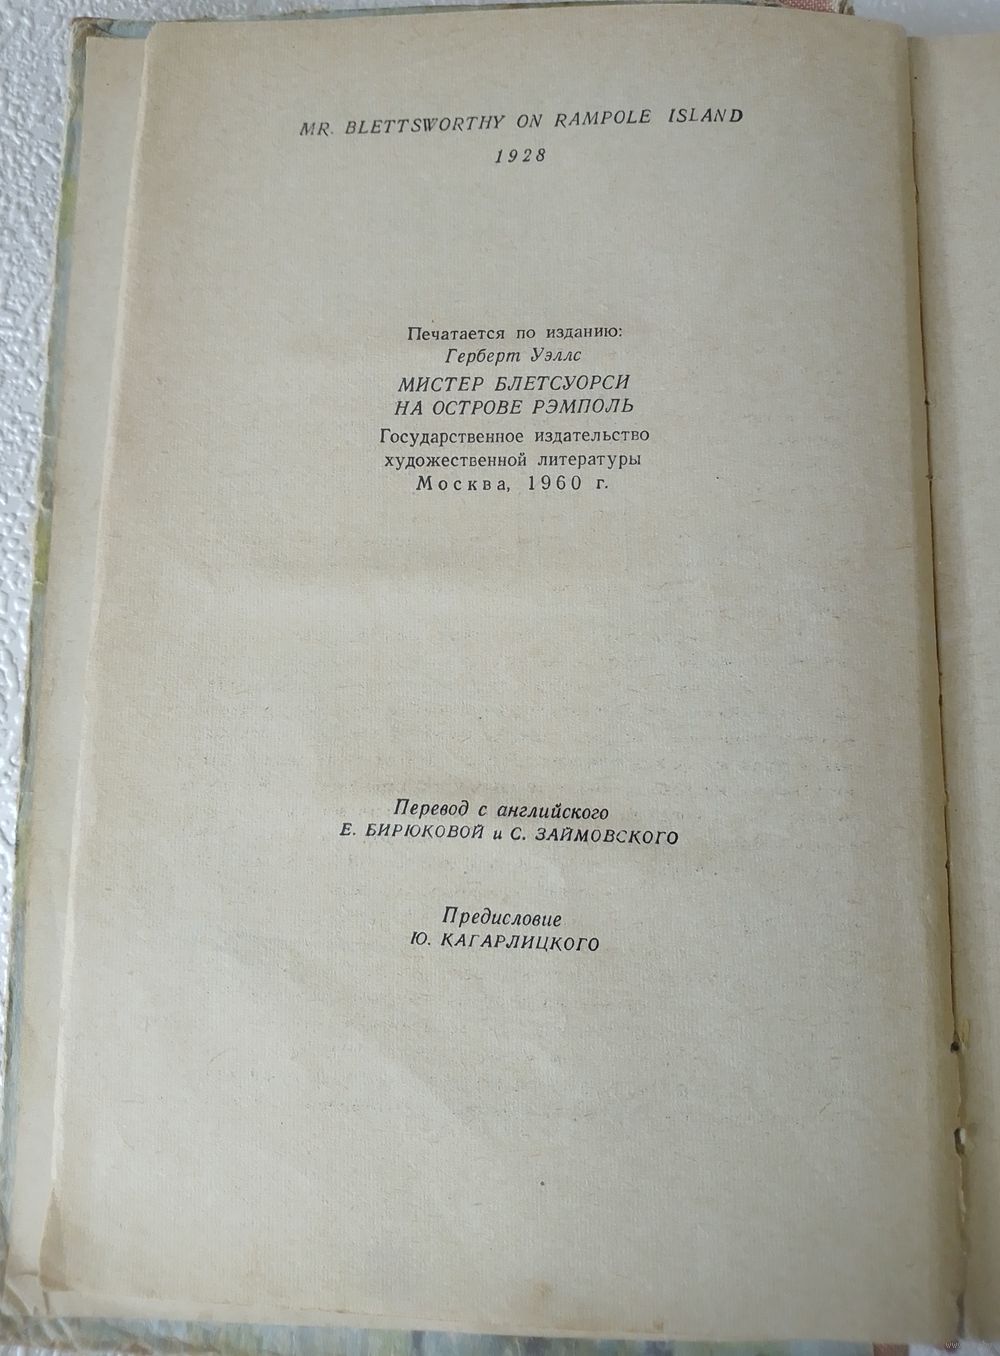 MR. BLETTSWORTHY ON RAMPOLE ISLAND
1928
Печатается по изданию:
Герберт Уэллс
МИСТЕР БЛЕТСУОРСИ
НА ОСТРОВЕ РЭМПОЛЬ
Государственное издательство
художественной литературы
Москва, 1960 г.
Перевод с английского
Е. БИРЮКОВОЙ и С. ЗАЙМОВСКОГО
Предисловие
Ю. КАГАРЛИЦКОГО